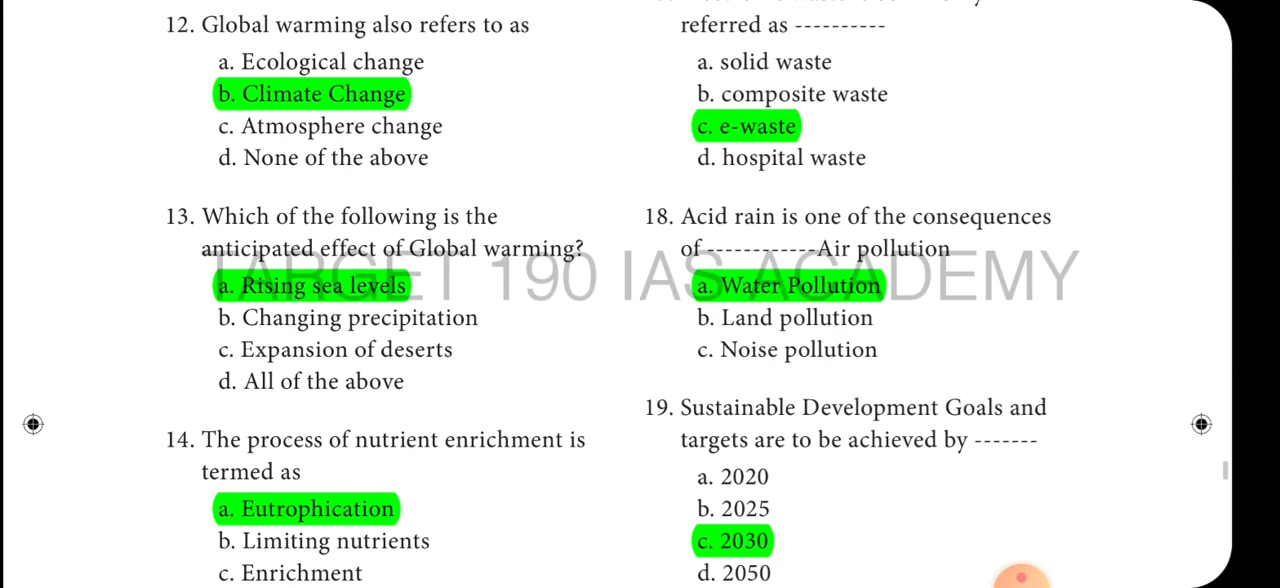 12. Global warming also refers to as
a. Ecological change
b. Climate Change
c. Atmosphere change
d. None of the above
13. Which of the following is the
anticipated effect of Global warming?
a. Rising sea levels
b. Changing precipitation
c. Expansion of deserts
d. All of the above
14. The process of nutrient enrichment is
termed as
a. Eutrophication
b. Limiting nutrients
c. Enrichment
referred as ----------
a. solid waste
b. composite waste
c. e-waste
d. hospital waste
18. Acid rain is one of the consequences
of ------------Air pollution
a. Water Pollution
b. Land pollution
c. Noise pollution
19. Sustainable Development Goals and
targets are to be achieved by -------
a. 2020
b. 2025
c. 2030
d. 2050
TARGET 190 IAS ACADEMY